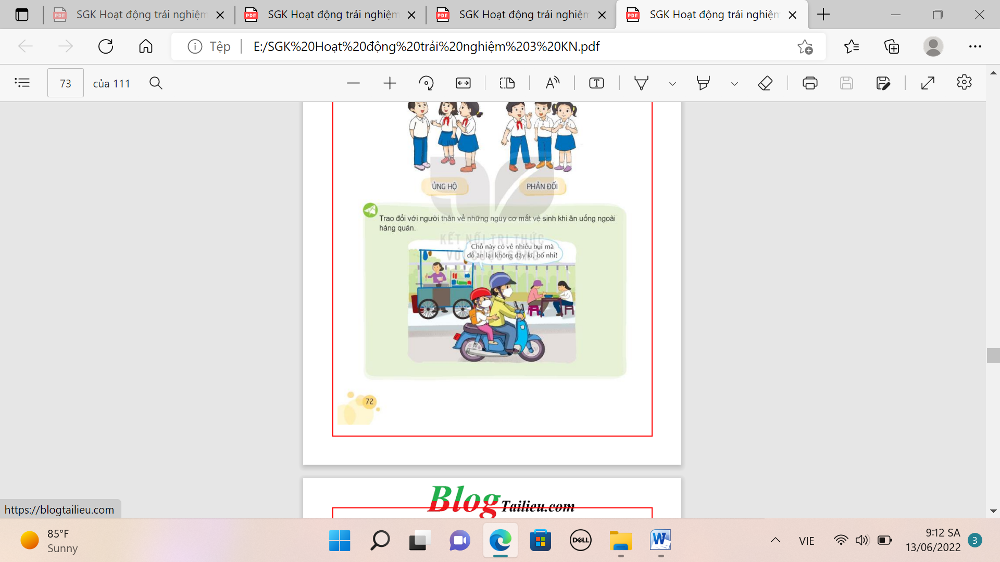 SGK Hoạt động trải nghiệm
SGK Hoạt động trải nghiệm
SGK Hoạt động trải nghiệm
SGK Hoạt động trải nghiệm
Tệp
E:/SGK%20Hoạt%20động%20trải%20nghiệm%203%20KN.pdf
73
của 111
ỦNG HỘ
PHẢN ĐỐI
Trao đổi với người thân về những nguy cơ mất vệ sinh khi ăn uống ngoài
hàng quán.
KẾT NỐI TRI THỨC
VỚI CUỘC SỐNG
Chỗ này có vẻ nhiều bụi mà
đồ ăn lại không đậy kĩ, bố nhỉ!
72
Blog Tailieu.com
https://blogtailieu.com
85°F
Sunny
DELL
VIE
9:12 SA
13/06/2022
3